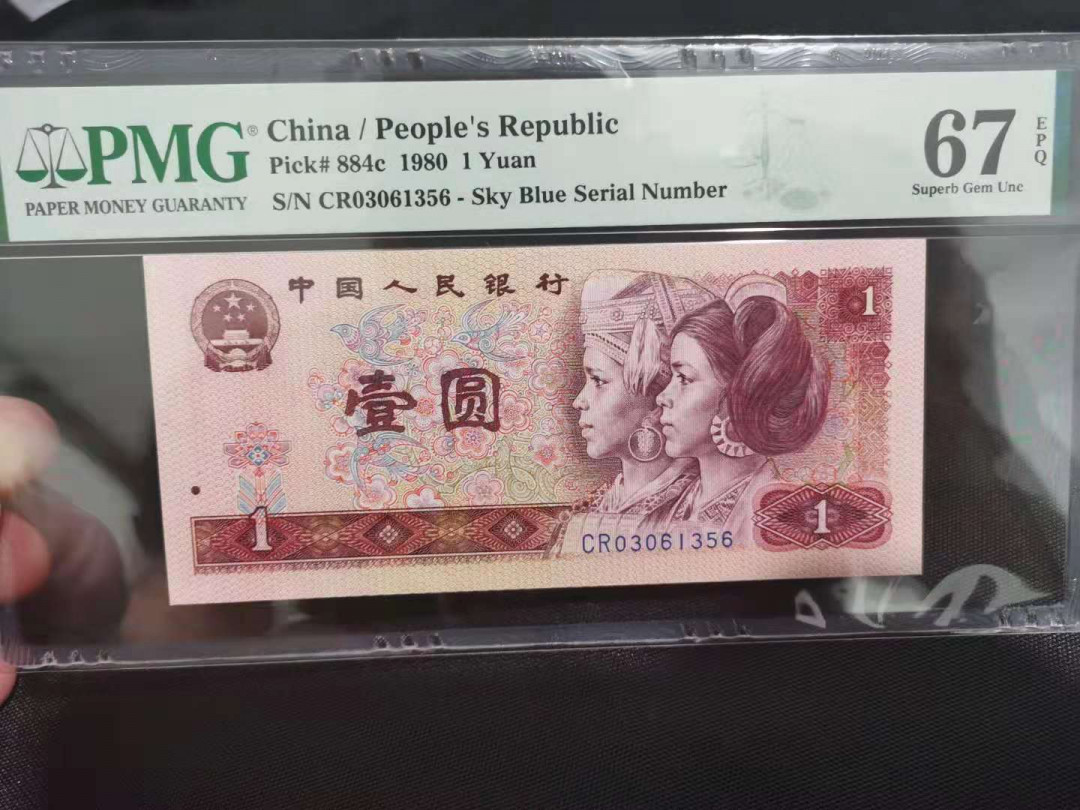 PMG®
PAPER MONEY GUARANTY
China / People's Republic
Pick# 884c 1980 1 Yuan
S/N CR03061356 - Sky Blue Serial Number
67
EPQ
Superb Gem Unc
中国人民银行
1
壹圆
1
CR03061356
1